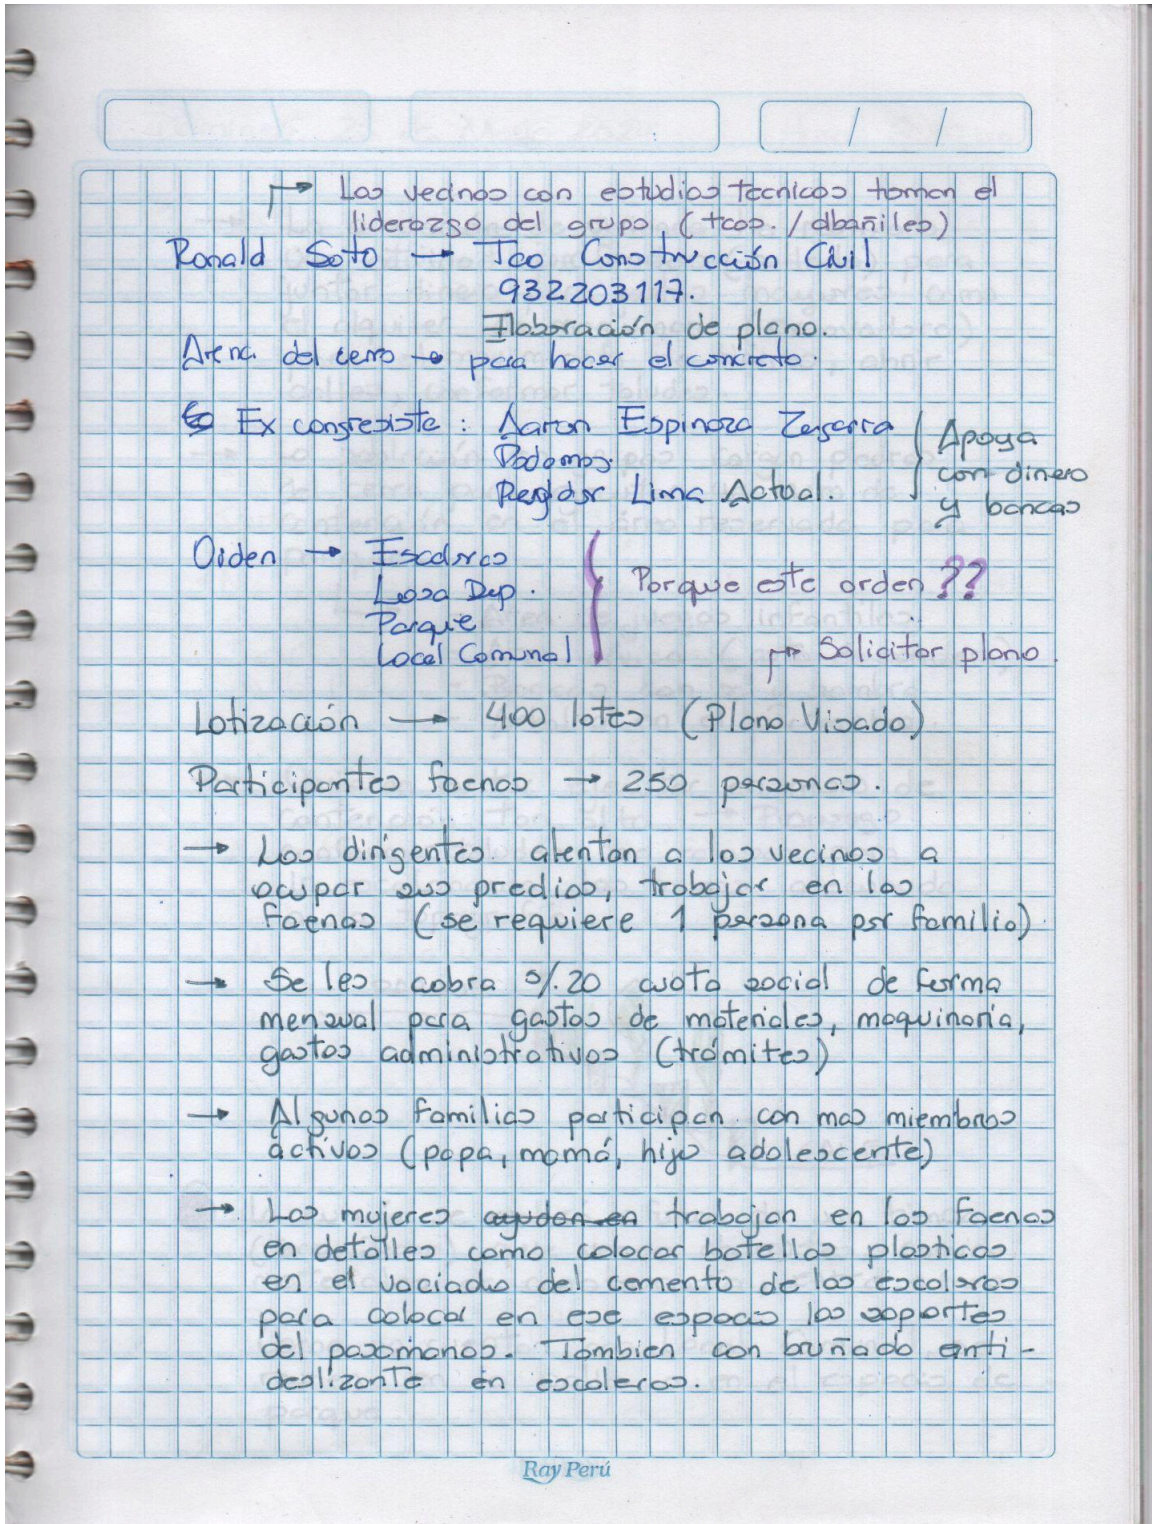 → Los vecinos con estudios tecnicos toman el
liderazgo del grupo (tcos. / albañiles)
Ronald Soto → Tco Construcción Civil
932203117.
Elaboración de plano.
Arena del cerro → para hacer el concreto.
Ex congresista : Aaron Espinoza Zegarra
Podemos.
Regidor Lima Actual.
Apoya
con dinero
y bancas
Orden → Escaleras
Losa Dep.
Parque
Local Comunal
Porque este orden ??
→ Solicitar plano.
Lotización → 400 lotes (Plano Visado)
Participantes faenas → 250 personas.
→ Los dirigentes alentan a los vecinos a
ocupar sus predios, trabajar en las
faenas (se requiere 1 persona por familia).
→ Se les cobra s/.20 cuota social de forma
mensual para gastos de materiales, maquinaria,
gastos administrativos (trámites)
→ Algunas familias participan con mas miembros
activos (papa, mamá, hijo adolescente)
→ Las mujeres ayudan en trabajan en las faenas
en detalles como colocar botellas plasticas
en el vaciado del cemento de las escaleras
para colocar en ese espacio los soportes
del pasamanos. Tambien con bruñado anti-
deslizante en escaleras.
Ray Perú